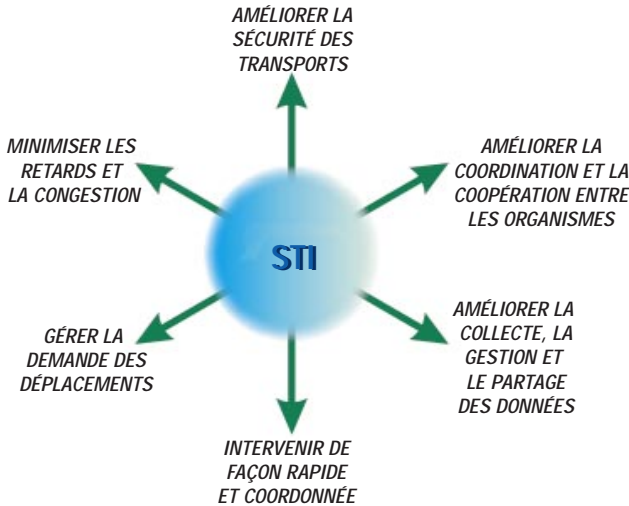 AMÉLIORER LA
SÉCURITÉ DES
TRANSPORTS
MINIMISER LES
RETARDS ET
LA CONGESTION
AMÉLIORER LA
COORDINATION ET LA
COOPÉRATION ENTRE
LES ORGANISMES
STI
GÉRER LA
DEMANDE DES
DÉPLACEMENTS
AMÉLIORER LA
COLLECTE, LA
GESTION ET
LE PARTAGE
DES DONNÉES
INTERVENIR DE
FAÇON RAPIDE
ET COORDONNÉE